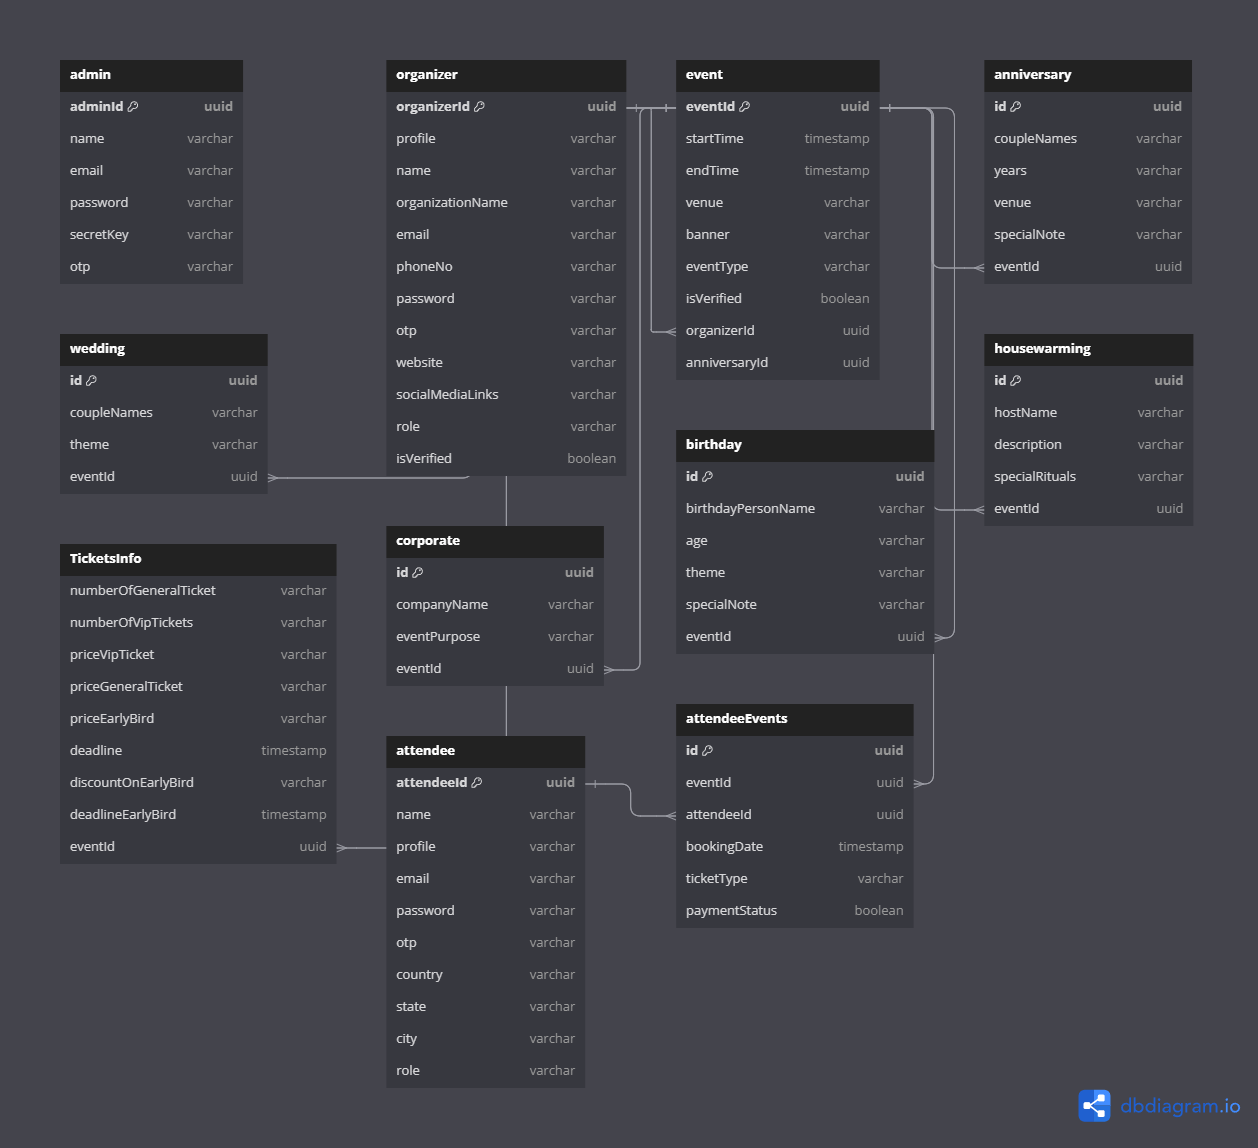 admin
adminId uuid
name varchar
email varchar
password varchar
secretKey varchar
otp varchar
organizer
organizerId uuid
profile varchar
name varchar
organizationName varchar
email varchar
phoneNo varchar
password varchar
otp varchar
website varchar
socialMediaLinks varchar
role varchar
isVerified boolean
event
eventId uuid
startTime timestamp
endTime timestamp
venue varchar
banner varchar
eventType varchar
isVerified boolean
organizerId uuid
anniversaryId uuid
anniversary
id uuid
coupleNames varchar
years varchar
venue varchar
specialNote varchar
eventId uuid
wedding
id uuid
coupleNames varchar
theme varchar
eventId uuid
housewarming
id uuid
hostName varchar
description varchar
specialRituals varchar
eventId uuid
birthday
id uuid
birthdayPersonName varchar
age varchar
theme varchar
specialNote varchar
eventId uuid
corporate
id uuid
companyName varchar
eventPurpose varchar
eventId uuid
TicketsInfo
numberOfGeneralTicket varchar
numberOfVipTickets varchar
priceVipTicket varchar
priceGeneralTicket varchar
priceEarlyBird varchar
deadline timestamp
discountOnEarlyBird varchar
deadlineEarlyBird timestamp
eventId uuid
attendee
attendeeId uuid
name varchar
profile varchar
email varchar
password varchar
otp varchar
country varchar
state varchar
city varchar
role varchar
attendeeEvents
id uuid
eventId uuid
attendeeId uuid
bookingDate timestamp
ticketType varchar
paymentStatus boolean
dbdiagram.io